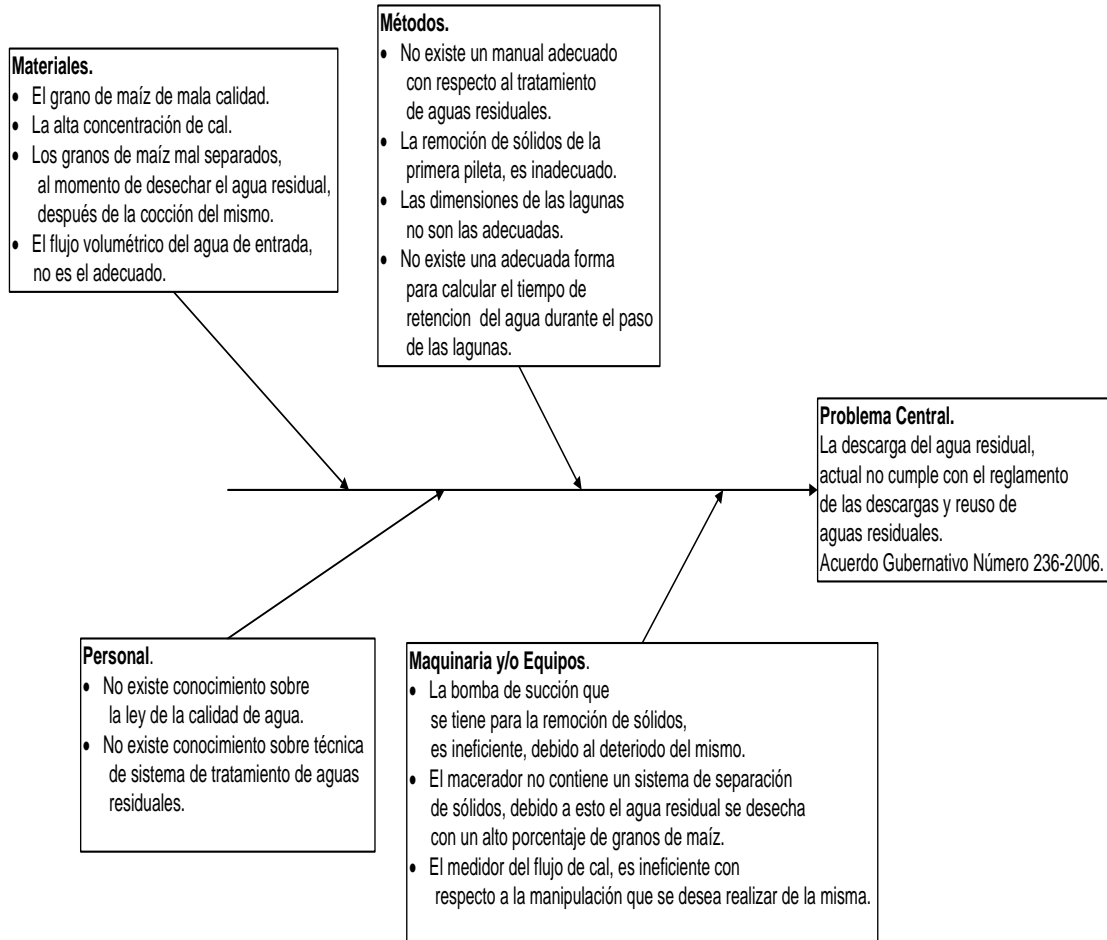 Métodos.
• No existe un manual adecuado
con respecto al tratamiento
de aguas residuales.
• La remoción de sólidos de la
primera pileta, es inadecuado.
• Las dimensiones de las lagunas
no son las adecuadas.
• No existe una adecuada forma
para calcular el tiempo de
retencion del agua durante el paso
de las lagunas.
Materiales.
• El grano de maíz de mala calidad.
• La alta concentración de cal.
• Los granos de maíz mal separados,
al momento de desechar el agua residual,
después de la cocción del mismo.
• El flujo volumétrico del agua de entrada,
no es el adecuado.
Problema Central.
La descarga del agua residual,
actual no cumple con el reglamento
de las descargas y reuso de
aguas residuales.
Acuerdo Gubernativo Número 236-2006.
Personal.
• No existe conocimiento sobre
la ley de la calidad de agua.
• No existe conocimiento sobre técnica
de sistema de tratamiento de aguas
residuales.
Maquinaria y/o Equipos.
• La bomba de succión que
se tiene para la remoción de sólidos,
es ineficiente, debido al deteriodo del mismo.
• El macerador no contiene un sistema de separación
de sólidos, debido a esto el agua residual se desecha
con un alto porcentaje de granos de maíz.
• El medidor del flujo de cal, es ineficiente con
respecto a la manipulación que se desea realizar de la misma.